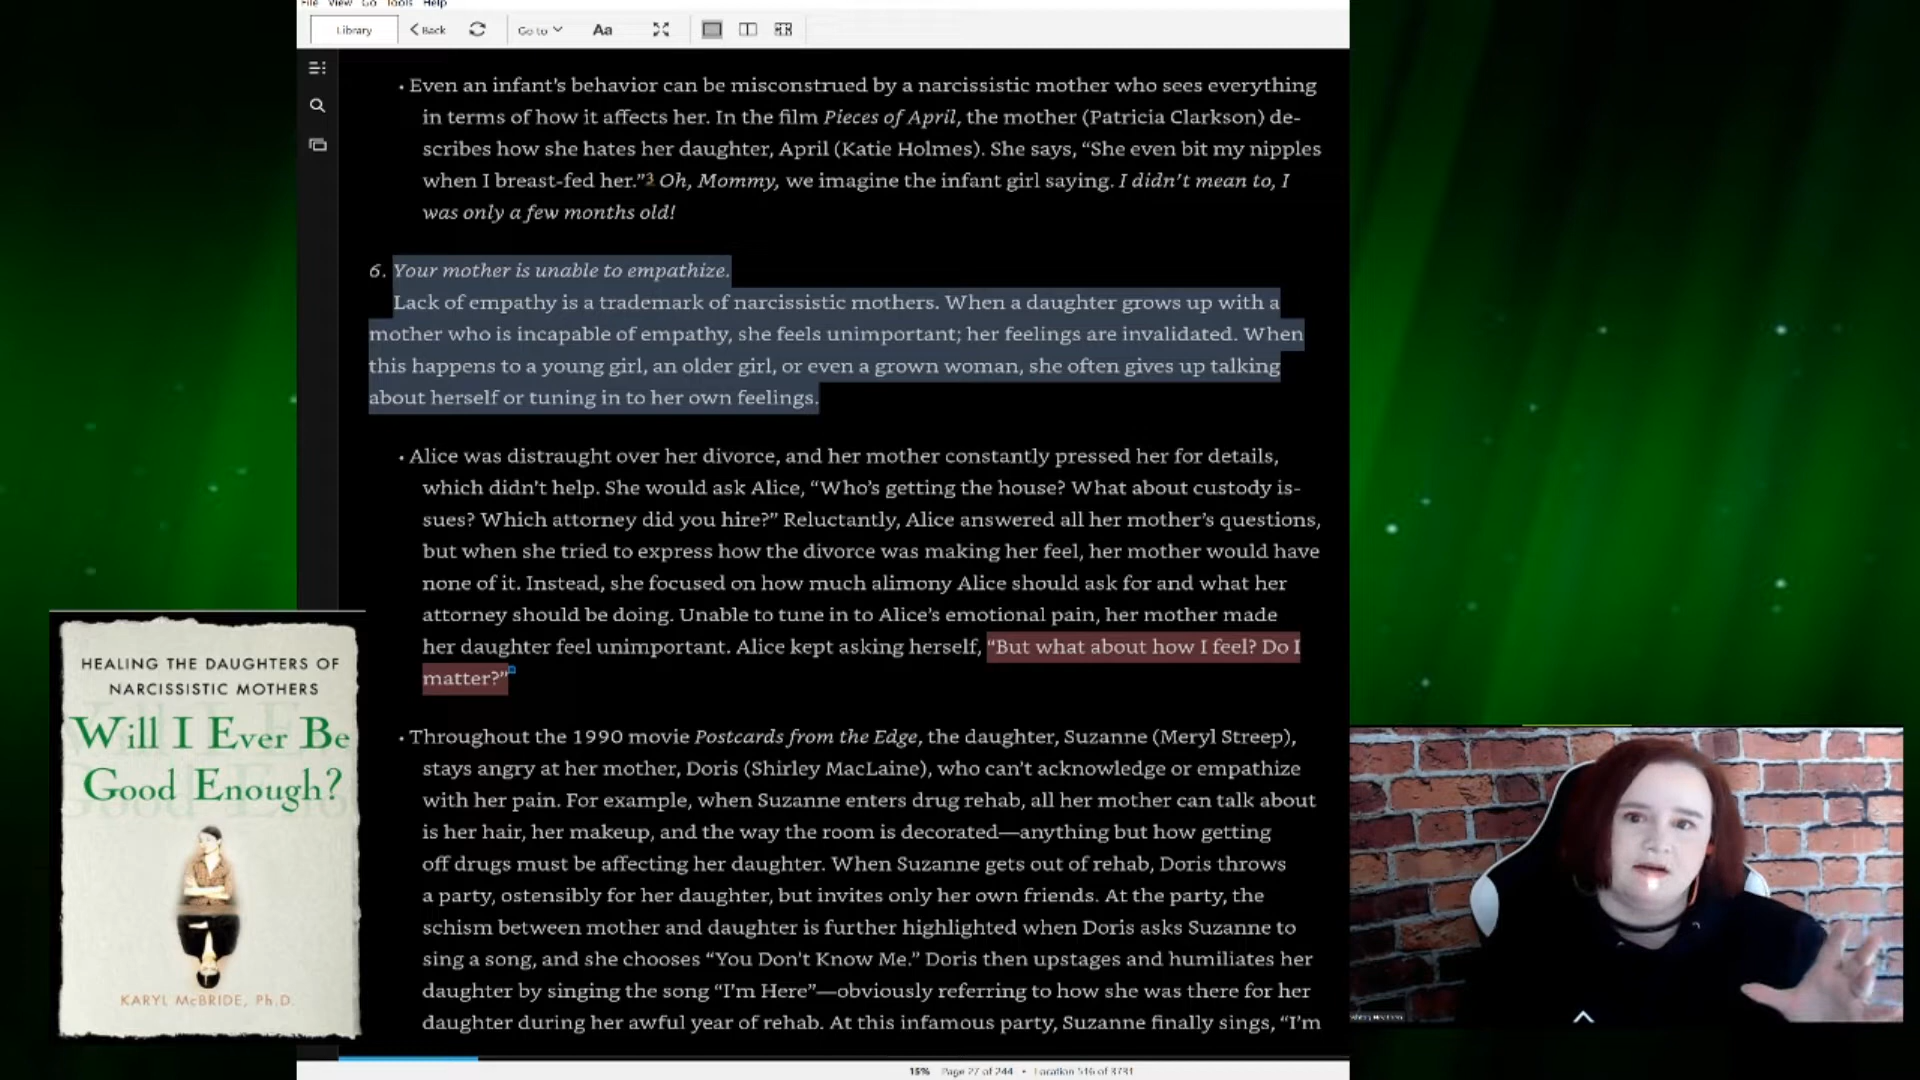 File View Go Tools Help
Library Back Go to Aa
• Even an infant's behavior can be misconstrued by a narcissistic mother who sees everything
in terms of how it affects her. In the film Pieces of April, the mother (Patricia Clarkson) de-
scribes how she hates her daughter, April (Katie Holmes). She says, “She even bit my nipples
when I breast-fed her.”3 Oh, Mommy, we imagine the infant girl saying. I didn't mean to, I
was only a few months old!
6. Your mother is unable to empathize.
Lack of empathy is a trademark of narcissistic mothers. When a daughter grows up with a
mother who is incapable of empathy, she feels unimportant; her feelings are invalidated. When
this happens to a young girl, an older girl, or even a grown woman, she often gives up talking
about herself or tuning in to her own feelings.
• Alice was distraught over her divorce, and her mother constantly pressed her for details,
which didn't help. She would ask Alice, “Who's getting the house? What about custody is-
sues? Which attorney did you hire?” Reluctantly, Alice answered all her mother's questions,
but when she tried to express how the divorce was making her feel, her mother would have
none of it. Instead, she focused on how much alimony Alice should ask for and what her
attorney should be doing. Unable to tune in to Alice's emotional pain, her mother made
her daughter feel unimportant. Alice kept asking herself, “But what about how I feel? Do I
matter?”
• Throughout the 1990 movie Postcards from the Edge, the daughter, Suzanne (Meryl Streep),
stays angry at her mother, Doris (Shirley MacLaine), who can't acknowledge or empathize
with her pain. For example, when Suzanne enters drug rehab, all her mother can talk about
is her hair, her makeup, and the way the room is decorated—anything but how getting
off drugs must be affecting her daughter. When Suzanne gets out of rehab, Doris throws
a party, ostensibly for her daughter, but invites only her own friends. At the party, the
schism between mother and daughter is further highlighted when Doris asks Suzanne to
sing a song, and she chooses “You Don't Know Me.” Doris then upstages and humiliates her
daughter by singing the song “I'm Here”—obviously referring to how she was there for her
daughter during her awful year of rehab. At this infamous party, Suzanne finally sings, “I'm
15% Page 27 of 244 • Location 516 of 3731
HEALING THE DAUGHTERS OF
NARCISSISTIC MOTHERS
Will I Ever Be
Good Enough?
KARYL McBRIDE, Ph.D.